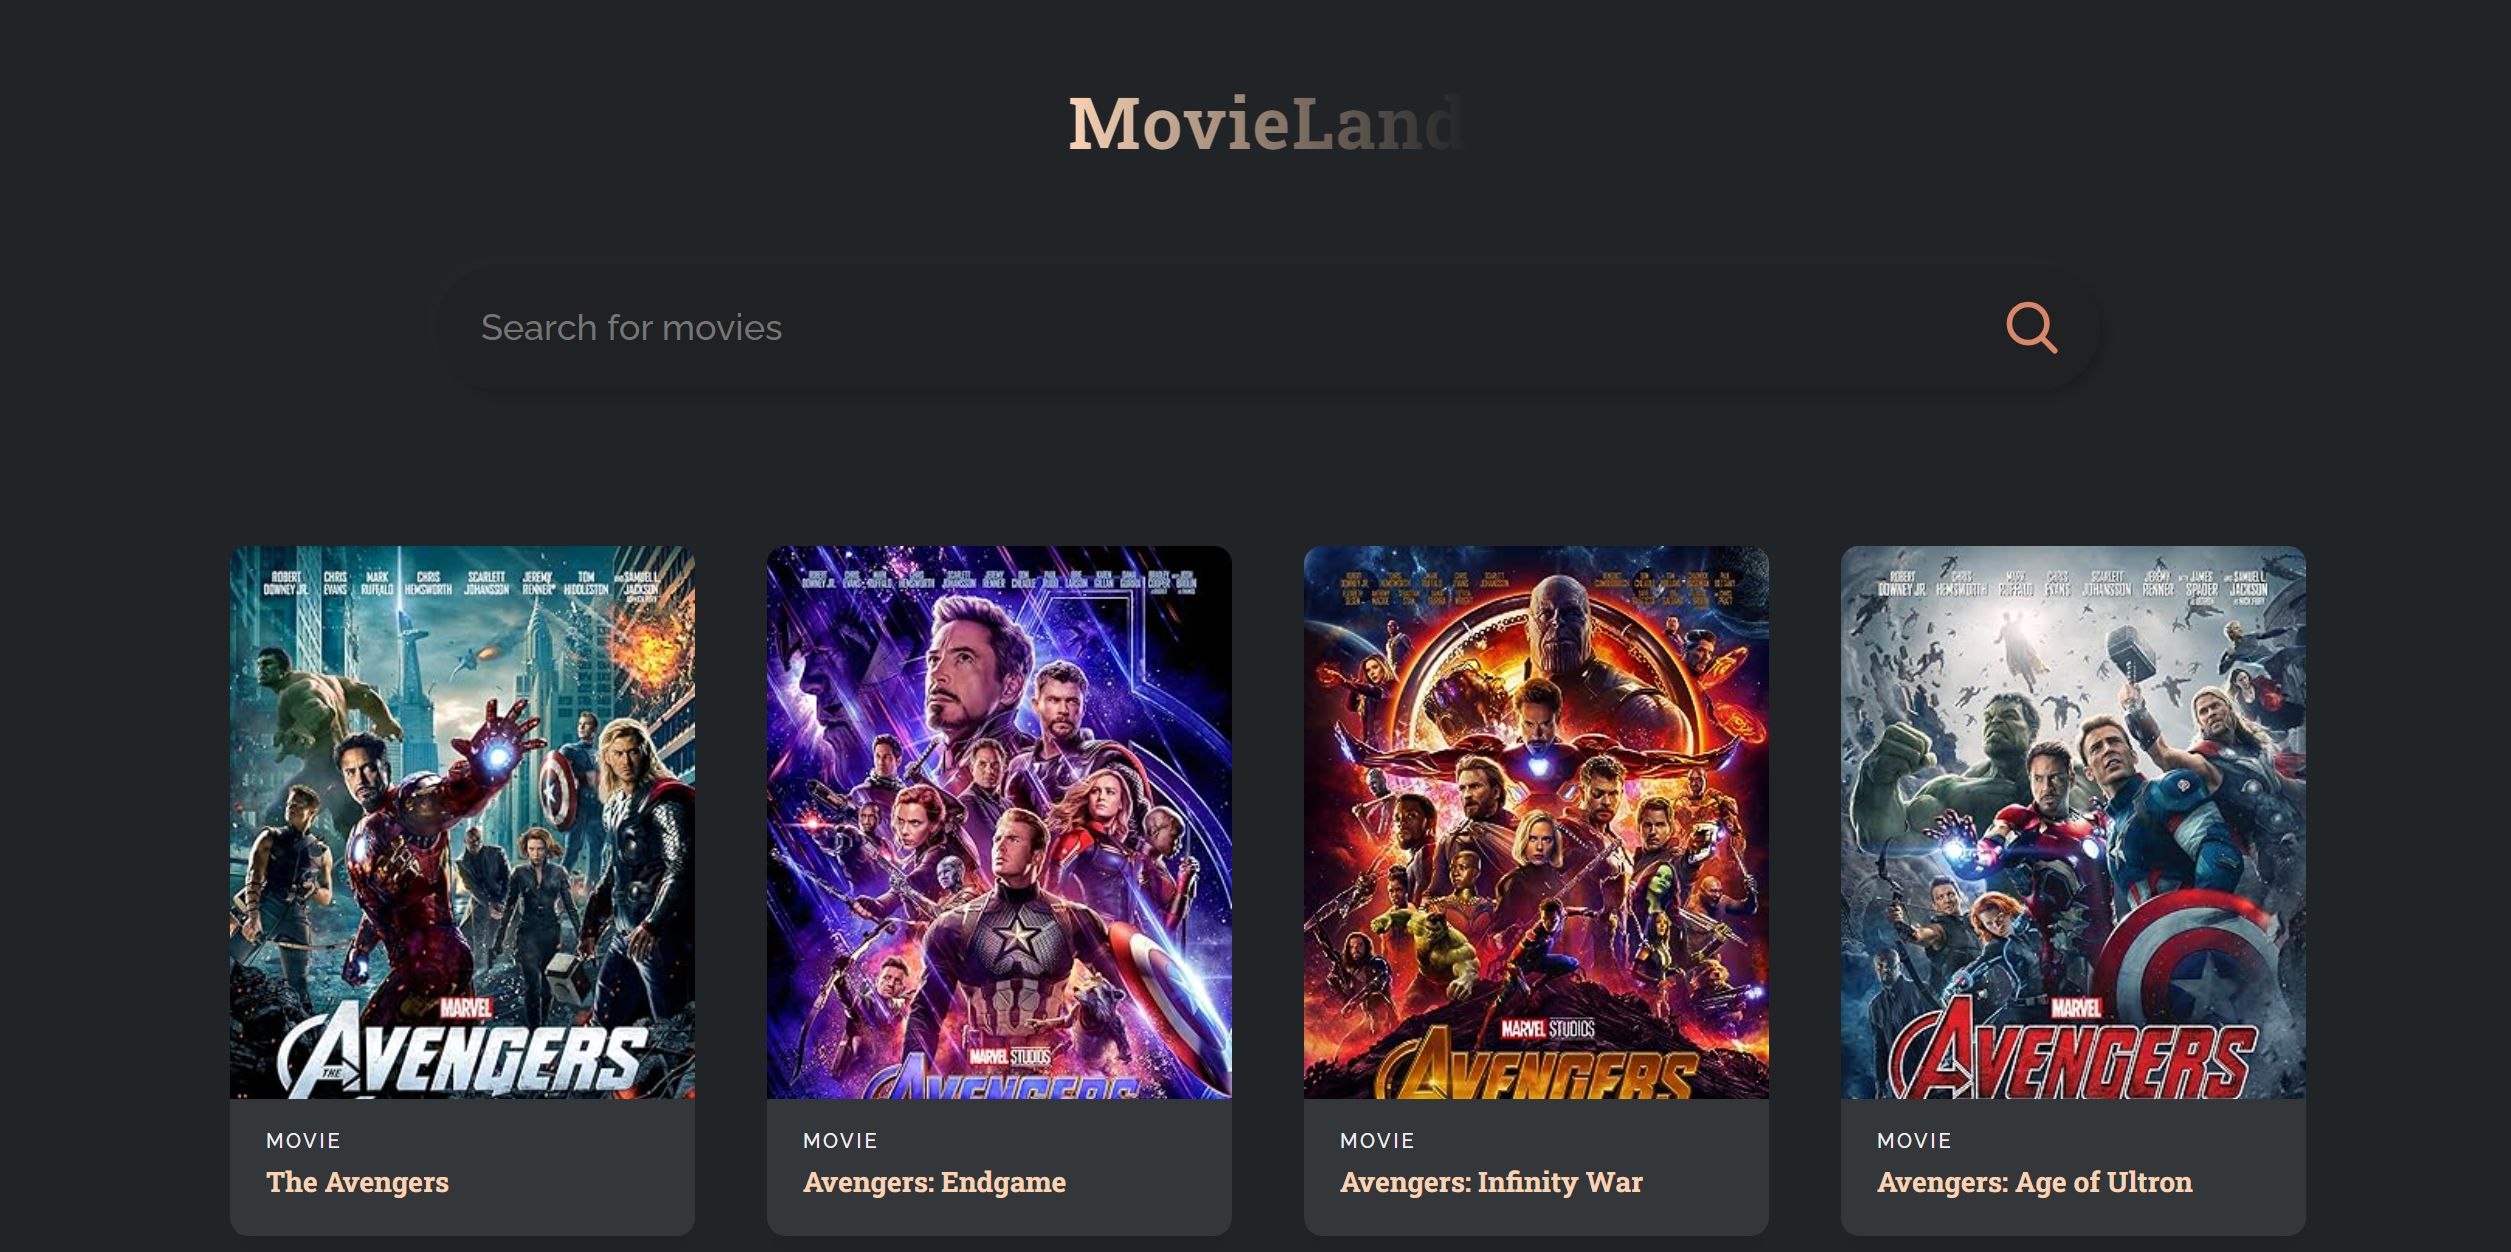 MovieLand
Search for movies
ROBERT DOWNEY JR. CHRIS EVANS MARK RUFFALO CHRIS HEMSWORTH SCARLETT JOHANSSON JEREMY RENNER TOM HIDDLESTON AND SAMUEL L. JACKSON
MARVEL
THE AVENGERS
MOVIE
The Avengers
MARVEL STUDIOS
AVENGERS
MOVIE
Avengers: Endgame
MARVEL STUDIOS
AVENGERS
MOVIE
Avengers: Infinity War
ROBERT DOWNEY JR. CHRIS HEMSWORTH MARK RUFFALO CHRIS EVANS SCARLETT JOHANSSON JEREMY RENNER WITH JAMES SPADER AND SAMUEL L. JACKSON
MARVEL
AVENGERS
MOVIE
Avengers: Age of Ultron